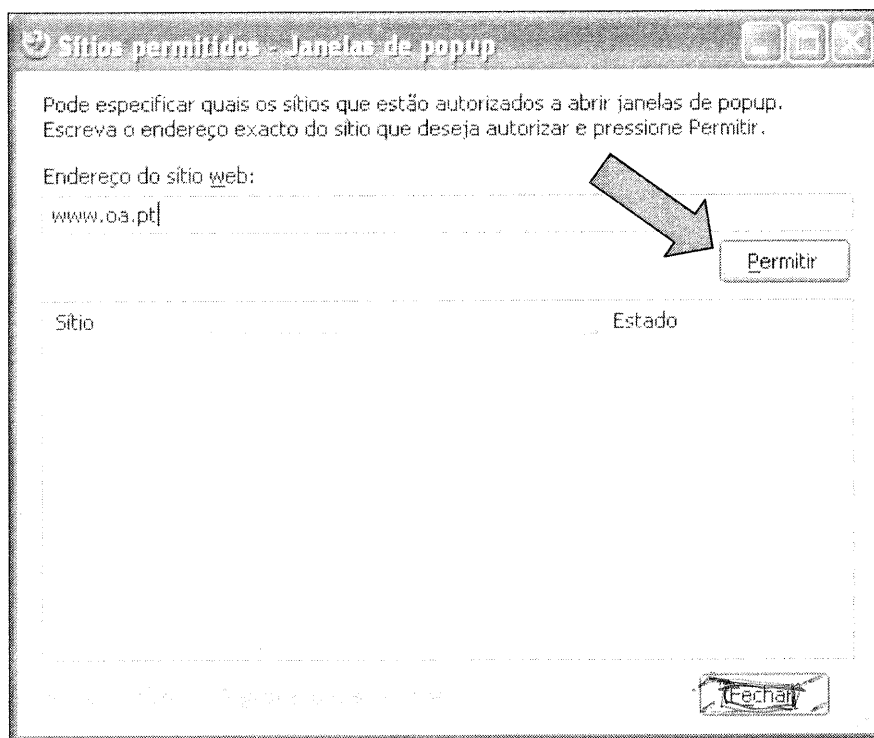 Sítios permitidos - Janelas de popup
Pode especificar quais os sítios que estão autorizados a abrir janelas de popup.
Escreva o endereço exacto do sítio que deseja autorizar e pressione Permitir.
Endereço do sítio web:
www.oa.pt
Permitir
Sítio Estado
Fechar